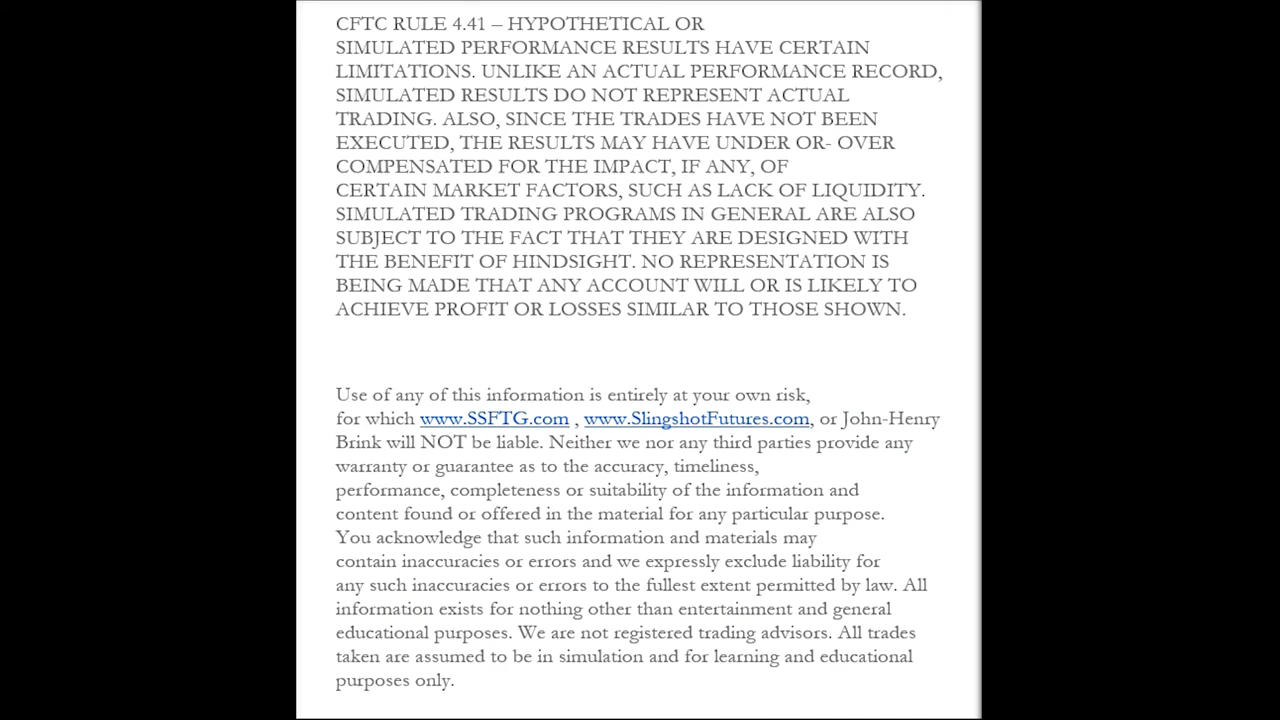 CFTC RULE 4.41 – HYPOTHETICAL OR
SIMULATED PERFORMANCE RESULTS HAVE CERTAIN
LIMITATIONS. UNLIKE AN ACTUAL PERFORMANCE RECORD,
SIMULATED RESULTS DO NOT REPRESENT ACTUAL
TRADING. ALSO, SINCE THE TRADES HAVE NOT BEEN
EXECUTED, THE RESULTS MAY HAVE UNDER OR- OVER
COMPENSATED FOR THE IMPACT, IF ANY, OF
CERTAIN MARKET FACTORS, SUCH AS LACK OF LIQUIDITY.
SIMULATED TRADING PROGRAMS IN GENERAL ARE ALSO
SUBJECT TO THE FACT THAT THEY ARE DESIGNED WITH
THE BENEFIT OF HINDSIGHT. NO REPRESENTATION IS
BEING MADE THAT ANY ACCOUNT WILL OR IS LIKELY TO
ACHIEVE PROFIT OR LOSSES SIMILAR TO THOSE SHOWN.
Use of any of this information is entirely at your own risk,
for which www.SSFTG.com , www.SlingshotFutures.com, or John-Henry
Brink will NOT be liable. Neither we nor any third parties provide any
warranty or guarantee as to the accuracy, timeliness,
performance, completeness or suitability of the information and
content found or offered in the material for any particular purpose.
You acknowledge that such information and materials may
contain inaccuracies or errors and we expressly exclude liability for
any such inaccuracies or errors to the fullest extent permitted by law. All
information exists for nothing other than entertainment and general
educational purposes. We are not registered trading advisors. All trades
taken are assumed to be in simulation and for learning and educational
purposes only.